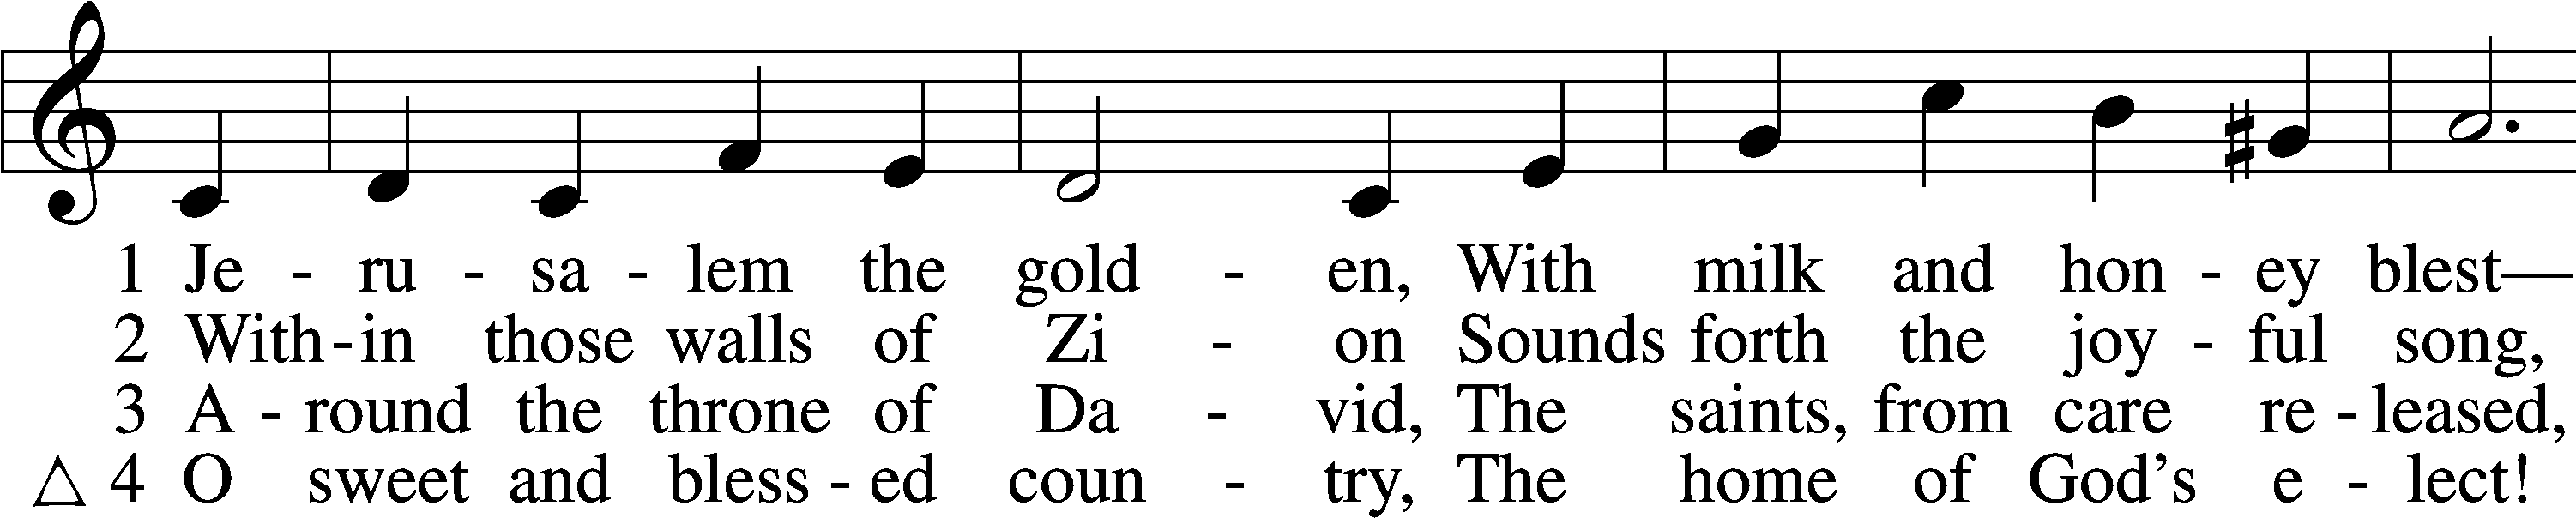 1 Je - ru - sa - lem the gold - en, With milk and hon - ey blest—
2 With - in those walls of Zi - on Sounds forth the joy - ful song,
3 A - round the throne of Da - vid, The saints, from care re - leased,
△ 4 O sweet and bless - ed coun - try, The home of God's e - lect!